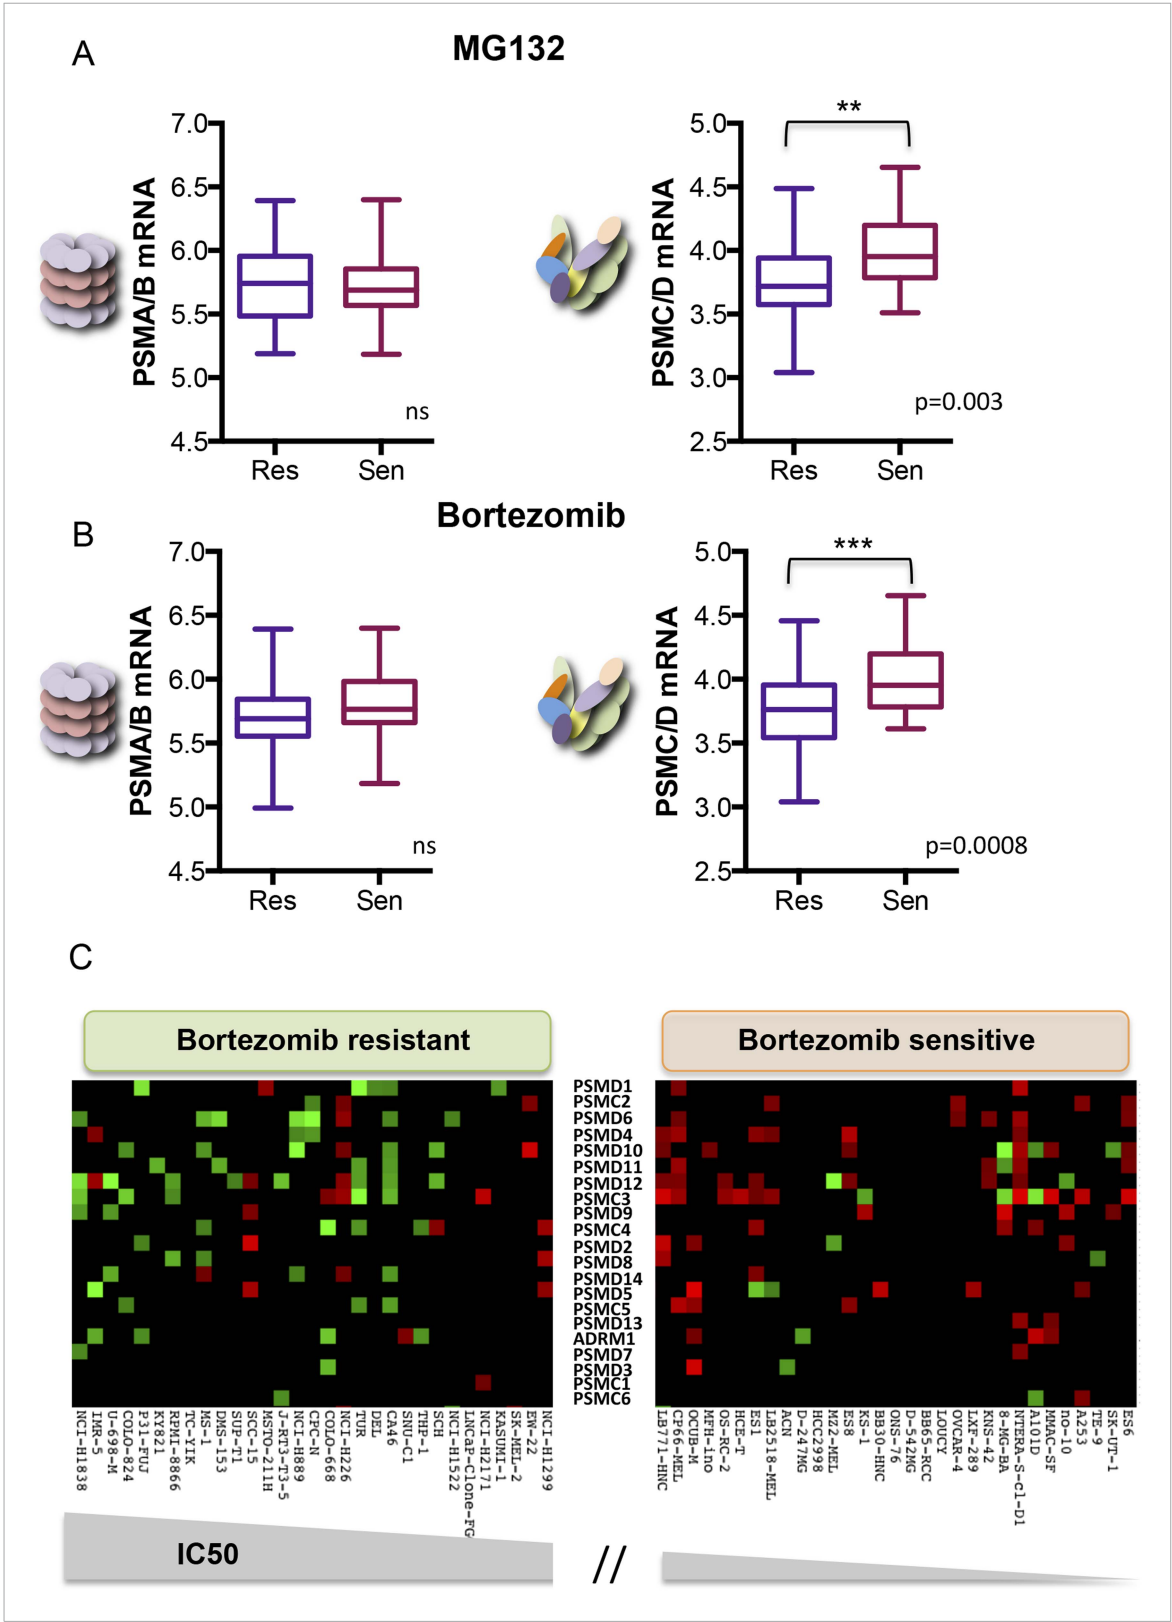 A
MG132
7.0
6.5
6.0
5.5
5.0
4.5
PSMA/B mRNA
ns
Res
Sen
5.0
4.5
4.0
3.5
3.0
2.5
PSMC/D mRNA
**
p=0.003
Res
Sen
B
Bortezomib
7.0
6.5
6.0
5.5
5.0
4.5
PSMA/B mRNA
ns
Res
Sen
5.0
4.5
4.0
3.5
3.0
2.5
PSMC/D mRNA
***
p=0.0008
Res
Sen
C
Bortezomib resistant
Bortezomib sensitive
PSMD1
PSMC2
PSMD6
PSMD4
PSMD10
PSMD11
PSMD12
PSMC3
PSMD9
PSMC4
PSMD2
PSMD8
PSMD14
PSMD5
PSMC5
PSMD13
ADRM1
PSMD7
PSMD3
PSMC1
PSMC6
NCI-H1838
IMR-5
U-698-M
COLO-824
P31-FUJ
KY821
RPMI-8866
TC-YIK
MS-1
DMS-153
SUP-T1
SCC-15
MSTO-211H
J-RT3-T3-5
NCI-H889
CPC-N
COLO-668
NCI-H226
TUR
DEL
CA46
SNU-C1
THP-1
SCH
NCI-H1522
LNCaP-Clone-FG
NCI-H2171
KASUMI-1
SK-MEL-2
EW-22
NCI-H1299
LB771-HNC
CP66-MEL
OCUB-M
MFH-ino
OS-RC-2
HCE-T
ES1
LB2518-MEL
ACN
D-247MG
HCC2998
MZ2-MEL
ES8
KS-1
BB30-HNC
ONS-76
D-542MG
BB65-RCC
LOUCY
OVCAR-4
LXF-289
KNS-42
8-MG-BA
NTERA-S-cl-D1
A101D
MMAC-SF
no-10
A253
TE-9
SK-UT-1
ES6
IC50
//